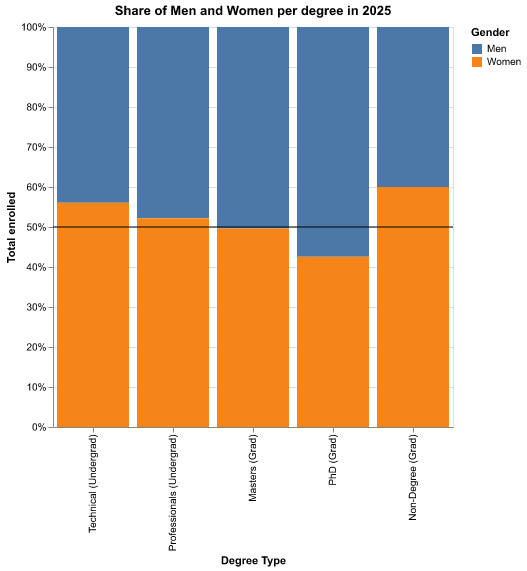 Share of Men and Women per degree in 2025
Gender
Men
Women
Total enrolled
100%
90%
80%
70%
60%
50%
40%
30%
20%
10%
0%
Technical (Undergrad)
Professionals (Undergrad)
Masters (Grad)
PhD (Grad)
Non-Degree (Grad)
Degree Type